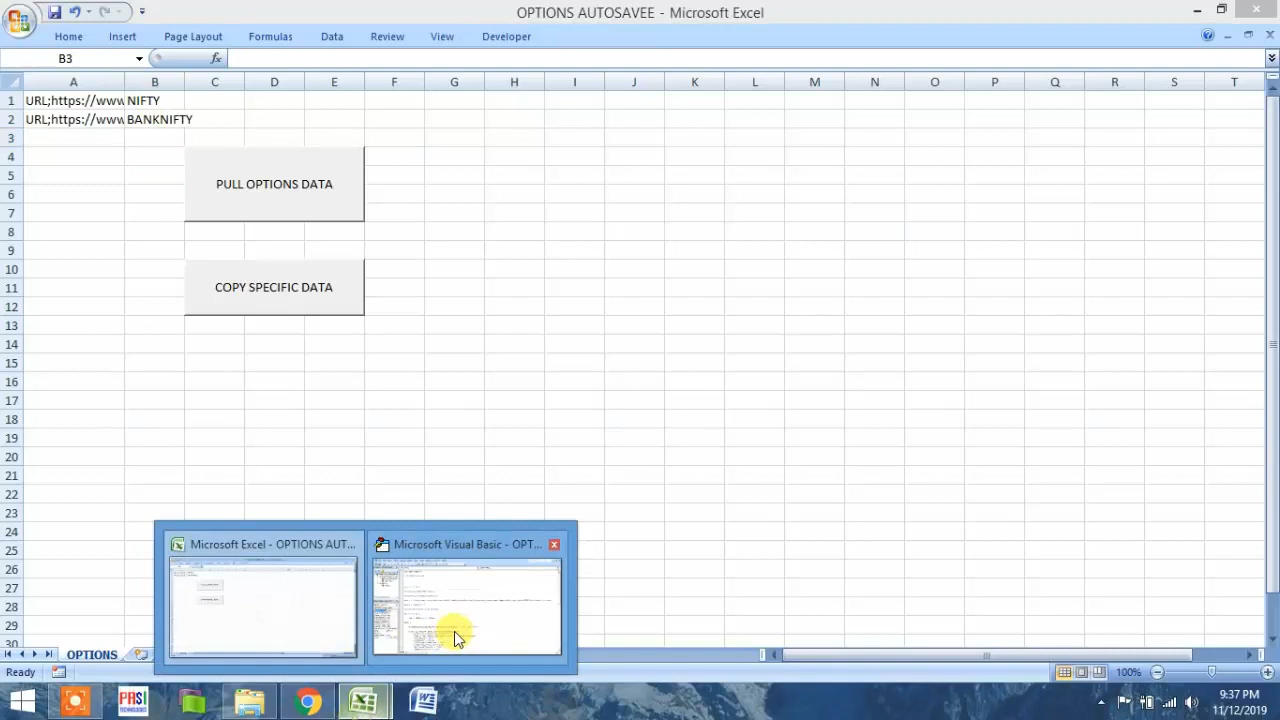 OPTIONS AUTOSAVEE - Microsoft Excel
Home Insert Page Layout Formulas Data Review View Developer
B3 fx
A B C D E F G H I J K L M N O P Q R S T
1 URL;https://www NIFTY
2 URL;https://www BANKNIFTY
3
4
5 PULL OPTIONS DATA
6
7
8
9
10
11 COPY SPECIFIC DATA
12
13
14
15
16
17
18
19
20
21
22
23
24
25 Microsoft Excel - OPTIONS AUT... Microsoft Visual Basic - OPT...
26
27
28
29
30
OPTIONS
Ready 100%
PASI
TECHNOLOGIES
9:37 PM
11/12/2019